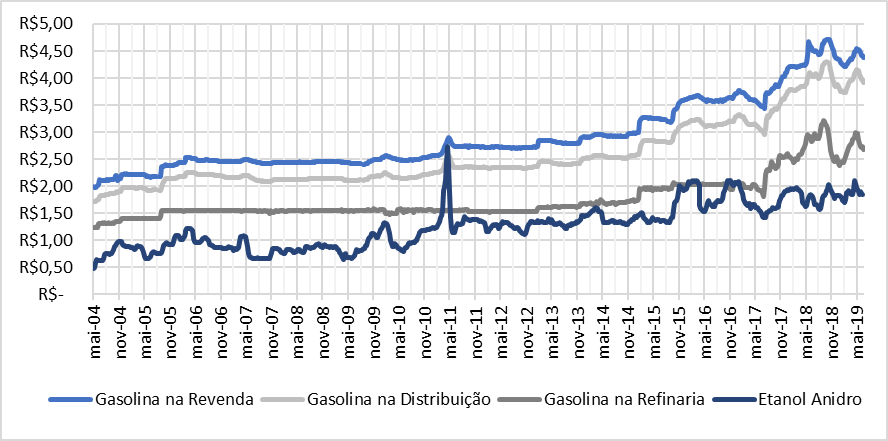 R$5,00
R$4,50
R$4,00
R$3,50
R$3,00
R$2,50
R$2,00
R$1,50
R$1,00
R$0,50
R$-
mai-04
nov-04
mai-05
nov-05
mai-06
nov-06
mai-07
nov-07
mai-08
nov-08
mai-09
nov-09
mai-10
nov-10
mai-11
nov-11
mai-12
nov-12
mai-13
nov-13
mai-14
nov-14
mai-15
nov-15
mai-16
nov-16
mai-17
nov-17
mai-18
nov-18
mai-19
Gasolina na Revenda Gasolina na Distribuição Gasolina na Refinaria Etanol Anidro